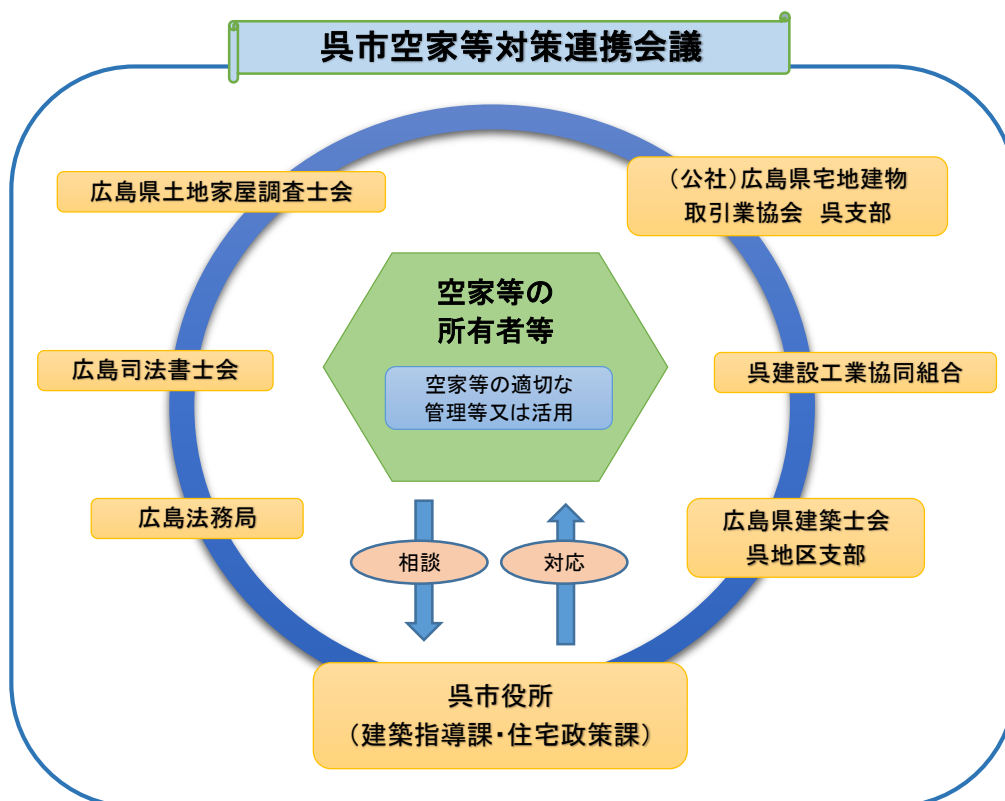 呉市空家等対策連携会議
広島県土地家屋調査士会
（公社）広島県宅地建物
取引業協会　呉支部
空家等の
所有者等
空家等の適切な
管理等又は活用
広島司法書士会
呉建設工業協同組合
広島法務局
広島県建築士会
呉地区支部
相談
対応
呉市役所
（建築指導課・住宅政策課）